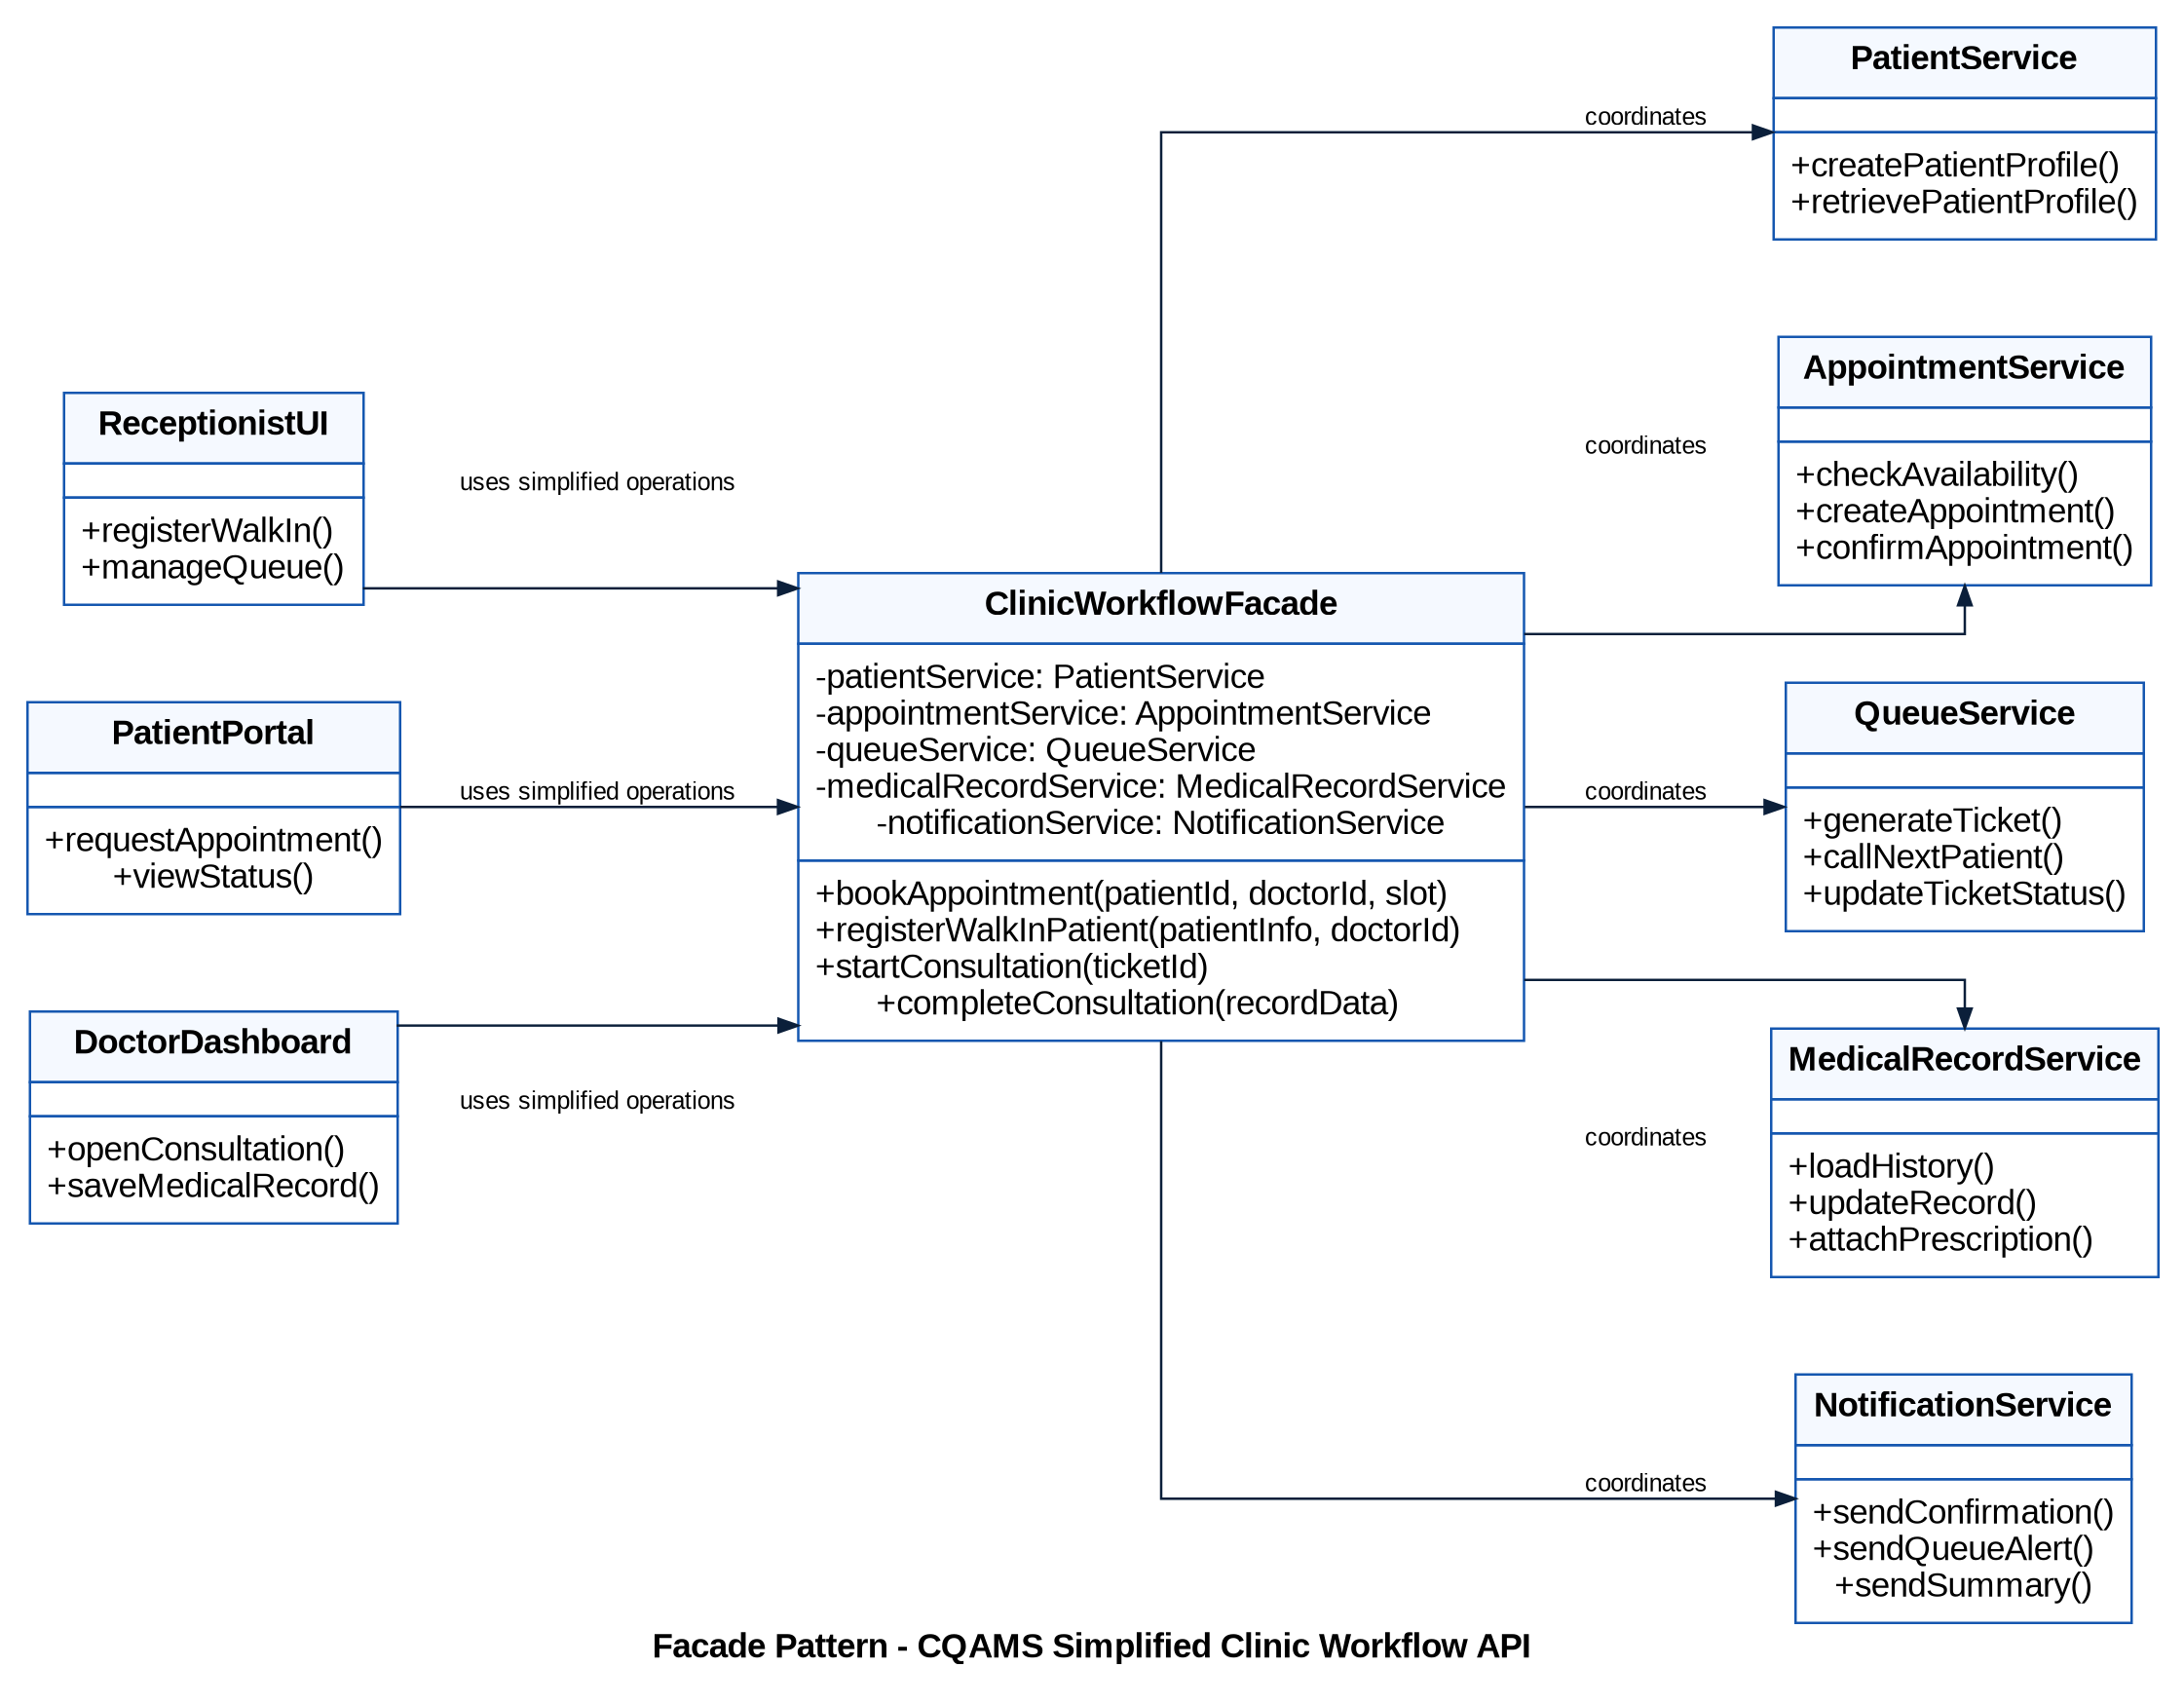 PatientService
+createPatientProfile()
+retrievePatientProfile()
coordinates
AppointmentService
+checkAvailability()
+createAppointment()
+confirmAppointment()
coordinates
ReceptionistUI
+registerWalkIn()
+manageQueue()
uses simplified operations
PatientPortal
+requestAppointment()
+viewStatus()
uses simplified operations
DoctorDashboard
+openConsultation()
+saveMedicalRecord()
uses simplified operations
ClinicWorkflowFacade
-patientService: PatientService
-appointmentService: AppointmentService
-queueService: QueueService
-medicalRecordService: MedicalRecordService
-notificationService: NotificationService
+bookAppointment(patientId, doctorId, slot)
+registerWalkInPatient(patientInfo, doctorId)
+startConsultation(ticketId)
+completeConsultation(recordData)
coordinates
QueueService
+generateTicket()
+callNextPatient()
+updateTicketStatus()
coordinates
MedicalRecordService
+loadHistory()
+updateRecord()
+attachPrescription()
coordinates
NotificationService
+sendConfirmation()
+sendQueueAlert()
+sendSummary()
Facade Pattern - CQAMS Simplified Clinic Workflow API